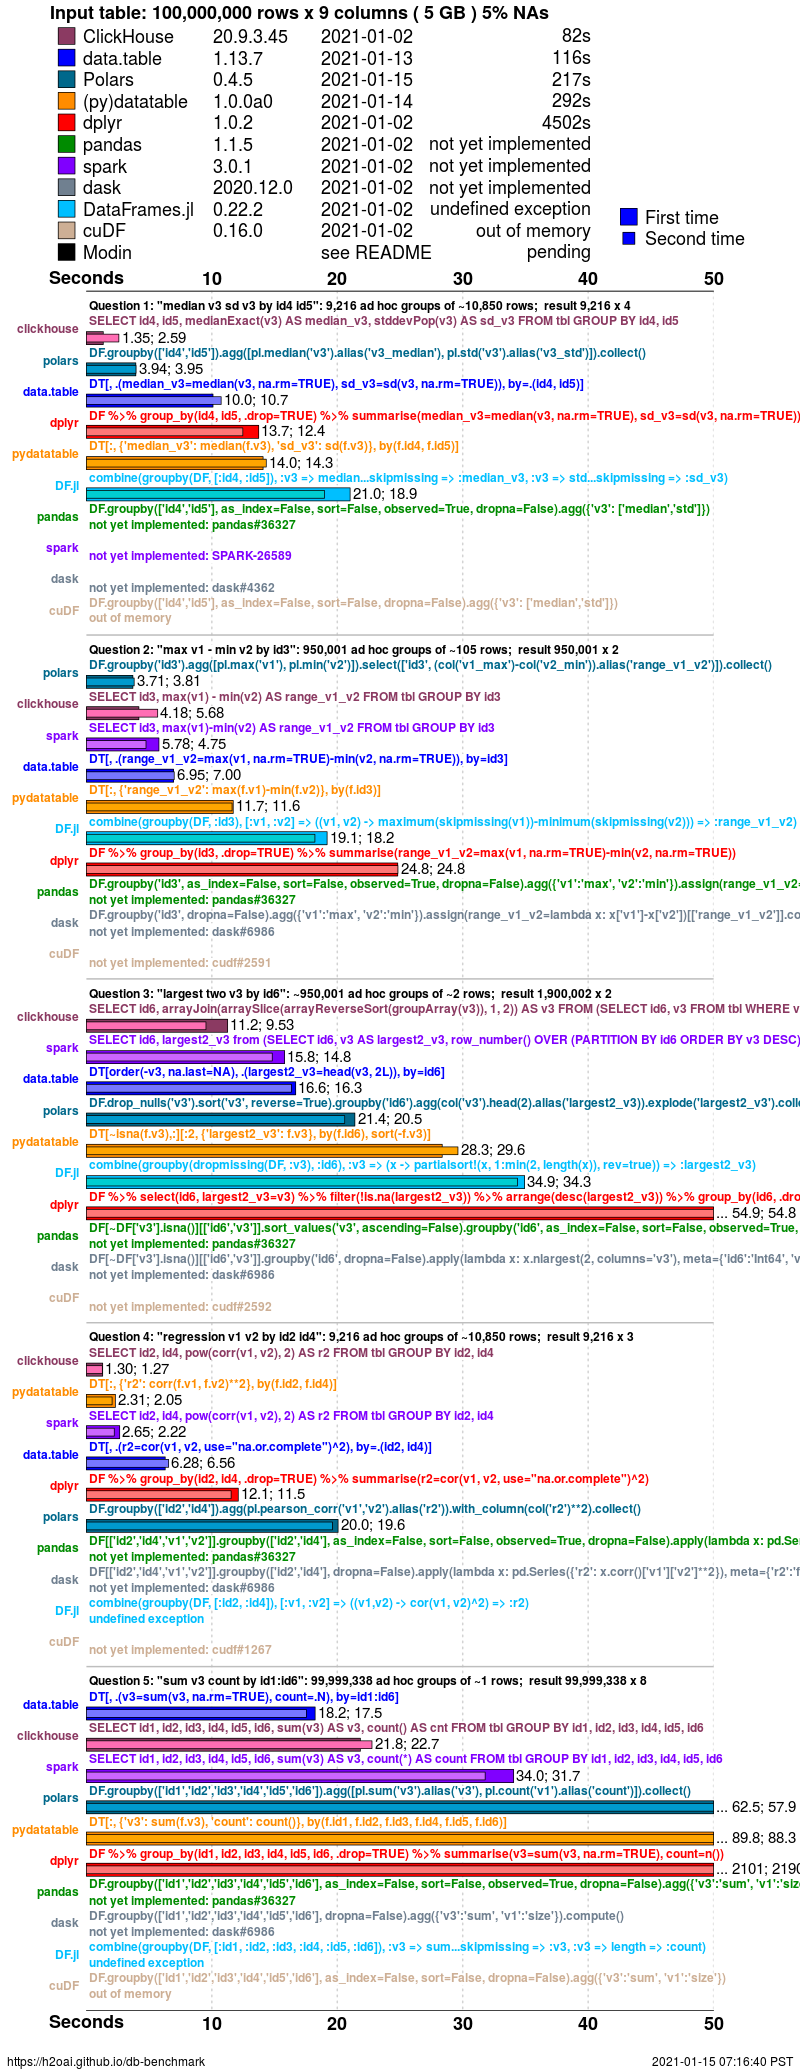 Input table: 100,000,000 rows x 9 columns ( 5 GB ) 5% NAs
ClickHouse 20.9.3.45 2021-01-02 82s
data.table 1.13.7 2021-01-13 116s
Polars 0.4.5 2021-01-15 217s
(py)datatable 1.0.0a0 2021-01-14 292s
dplyr 1.0.2 2021-01-02 4502s
pandas 1.1.5 2021-01-02 not yet implemented
spark 3.0.1 2021-01-02 not yet implemented
dask 2020.12.0 2021-01-02 not yet implemented
DataFrames.jl 0.22.2 2021-01-02 undefined exception
cuDF 0.16.0 2021-01-02 out of memory
Modin see README pending
First time
Second time
Seconds 10 20 30 40 50
Question 1: "median v3 sd v3 by id4 id5": 9,216 ad hoc groups of ~10,850 rows; result 9,216 x 4
SELECT id4, id5, medianExact(v3) AS median_v3, stddevPop(v3) AS sd_v3 FROM tbl GROUP BY id4, id5
clickhouse 1.35; 2.59
DF.groupby(['id4','id5']).agg([pl.median('v3').alias('v3_median'), pl.std('v3').alias('v3_std')]).collect()
polars 3.94; 3.95
DT[, .(median_v3=median(v3, na.rm=TRUE), sd_v3=sd(v3, na.rm=TRUE)), by=.(id4, id5)]
data.table 10.0; 10.7
DF %>% group_by(id4, id5, .drop=TRUE) %>% summarise(median_v3=median(v3, na.rm=TRUE), sd_v3=sd(v3, na.rm=TRUE))
dplyr 13.7; 12.4
DT[:, {'median_v3': median(f.v3), 'sd_v3': sd(f.v3)}, by(f.id4, f.id5)]
pydatatable 14.0; 14.3
combine(groupby(DF, [:id4, :id5]), :v3 => median...skipmissing => :median_v3, :v3 => std...skipmissing => :sd_v3)
DF.jl 21.0; 18.9
DF.groupby(['id4','id5'], as_index=False, sort=False, observed=True, dropna=False).agg({'v3': ['median','std']})
pandas not yet implemented: pandas#36327
spark not yet implemented: SPARK-26589
dask not yet implemented: dask#4362
DF.groupby(['id4','id5'], as_index=False, sort=False, dropna=False).agg({'v3': ['median','std']})
cuDF out of memory
Question 2: "max v1 - min v2 by id3": 950,001 ad hoc groups of ~105 rows; result 950,001 x 2
DF.groupby('id3').agg([pl.max('v1'), pl.min('v2')]).select(['id3', (col('v1_max')-col('v2_min')).alias('range_v1_v2')]).collect()
polars 3.71; 3.81
SELECT id3, max(v1) - min(v2) AS range_v1_v2 FROM tbl GROUP BY id3
clickhouse 4.18; 5.68
SELECT id3, max(v1)-min(v2) AS range_v1_v2 FROM tbl GROUP BY id3
spark 5.78; 4.75
DT[, .(range_v1_v2=max(v1, na.rm=TRUE)-min(v2, na.rm=TRUE)), by=id3]
data.table 6.95; 7.00
DT[:, {'range_v1_v2': max(f.v1)-min(f.v2)}, by(f.id3)]
pydatatable 11.7; 11.6
combine(groupby(DF, :id3), [:v1, :v2] => ((v1, v2) -> maximum(skipmissing(v1))-minimum(skipmissing(v2))) => :range_v1_v2)
DF.jl 19.1; 18.2
DF %>% group_by(id3, .drop=TRUE) %>% summarise(range_v1_v2=max(v1, na.rm=TRUE)-min(v2, na.rm=TRUE))
dplyr 24.8; 24.8
DF.groupby('id3', as_index=False, sort=False, observed=True, dropna=False).agg({'v1':'max', 'v2':'min'}).assign(range_v1_v2=
pandas not yet implemented: pandas#36327
DF.groupby('id3', dropna=False).agg({'v1':'max', 'v2':'min'}).assign(range_v1_v2=lambda x: x['v1']-x['v2'])[['range_v1_v2']].co
dask not yet implemented: dask#6986
cuDF not yet implemented: cudf#2591
Question 3: "largest two v3 by id6": ~950,001 ad hoc groups of ~2 rows; result 1,900,002 x 2
SELECT id6, arrayJoin(arraySlice(arrayReverseSort(groupArray(v3)), 1, 2)) AS v3 FROM (SELECT id6, v3 FROM tbl WHERE v
clickhouse 11.2; 9.53
SELECT id6, largest2_v3 from (SELECT id6, v3 AS largest2_v3, row_number() OVER (PARTITION BY id6 ORDER BY v3 DESC)
spark 15.8; 14.8
DT[order(-v3, na.last=NA), .(largest2_v3=head(v3, 2L)), by=id6]
data.table 16.6; 16.3
DF.drop_nulls('v3').sort('v3', reverse=True).groupby('id6').agg(col('v3').head(2).alias('largest2_v3')).explode('largest2_v3').coll
polars 21.4; 20.5
DT[~isna(f.v3),:][:2, {'largest2_v3': f.v3}, by(f.id6), sort(-f.v3)]
pydatatable 28.3; 29.6
combine(groupby(dropmissing(DF, :v3), :id6), :v3 => (x -> partialsort!(x, 1:min(2, length(x)), rev=true)) => :largest2_v3)
DF.jl 34.9; 34.3
DF %>% select(id6, largest2_v3=v3) %>% filter(!is.na(largest2_v3)) %>% arrange(desc(largest2_v3)) %>% group_by(id6, .dro
dplyr ... 54.9; 54.8
DF[~DF['v3'].isna()][['id6','v3']].sort_values('v3', ascending=False).groupby('id6', as_index=False, sort=False, observed=True,
pandas not yet implemented: pandas#36327
DF[~DF['v3'].isna()][['id6','v3']].groupby('id6', dropna=False).apply(lambda x: x.nlargest(2, columns='v3'), meta={'id6':'Int64', 'v
dask not yet implemented: dask#6986
cuDF not yet implemented: cudf#2592
Question 4: "regression v1 v2 by id2 id4": 9,216 ad hoc groups of ~10,850 rows; result 9,216 x 3
SELECT id2, id4, pow(corr(v1, v2), 2) AS r2 FROM tbl GROUP BY id2, id4
clickhouse 1.30; 1.27
DT[:, {'r2': corr(f.v1, f.v2)**2}, by(f.id2, f.id4)]
pydatatable 2.31; 2.05
SELECT id2, id4, pow(corr(v1, v2), 2) AS r2 FROM tbl GROUP BY id2, id4
spark 2.65; 2.22
DT[, .(r2=cor(v1, v2, use="na.or.complete")^2), by=.(id2, id4)]
data.table 6.28; 6.56
DF %>% group_by(id2, id4, .drop=TRUE) %>% summarise(r2=cor(v1, v2, use="na.or.complete")^2)
dplyr 12.1; 11.5
DF.groupby(['id2','id4']).agg(pl.pearson_corr('v1','v2').alias('r2')).with_column(col('r2')**2).collect()
polars 20.0; 19.6
DF[['id2','id4','v1','v2']].groupby(['id2','id4'], as_index=False, sort=False, observed=True, dropna=False).apply(lambda x: pd.Se
pandas not yet implemented: pandas#36327
DF[['id2','id4','v1','v2']].groupby(['id2','id4'], dropna=False).apply(lambda x: pd.Series({'r2': x.corr()['v1']['v2']**2}), meta={'r2':'f
dask not yet implemented: dask#6986
combine(groupby(DF, [:id2, :id4]), [:v1, :v2] => ((v1,v2) -> cor(v1, v2)^2) => :r2)
DF.jl undefined exception
cuDF not yet implemented: cudf#1267
Question 5: "sum v3 count by id1:id6": 99,999,338 ad hoc groups of ~1 rows; result 99,999,338 x 8
DT[, .(v3=sum(v3, na.rm=TRUE), count=.N), by=id1:id6]
data.table 18.2; 17.5
SELECT id1, id2, id3, id4, id5, id6, sum(v3) AS v3, count() AS cnt FROM tbl GROUP BY id1, id2, id3, id4, id5, id6
clickhouse 21.8; 22.7
SELECT id1, id2, id3, id4, id5, id6, sum(v3) AS v3, count(*) AS count FROM tbl GROUP BY id1, id2, id3, id4, id5, id6
spark 34.0; 31.7
DF.groupby(['id1','id2','id3','id4','id5','id6']).agg([pl.sum('v3').alias('v3'), pl.count('v1').alias('count')]).collect()
polars ... 62.5; 57.9
DT[:, {'v3': sum(f.v3), 'count': count()}, by(f.id1, f.id2, f.id3, f.id4, f.id5, f.id6)]
pydatatable ... 89.8; 88.3
DF %>% group_by(id1, id2, id3, id4, id5, id6, .drop=TRUE) %>% summarise(v3=sum(v3, na.rm=TRUE), count=n())
dplyr ... 2101; 2190
DF.groupby(['id1','id2','id3','id4','id5','id6'], as_index=False, sort=False, observed=True, dropna=False).agg({'v3':'sum', 'v1':'size
pandas not yet implemented: pandas#36327
DF.groupby(['id1','id2','id3','id4','id5','id6'], dropna=False).agg({'v3':'sum', 'v1':'size'}).compute()
dask not yet implemented: dask#6986
combine(groupby(DF, [:id1, :id2, :id3, :id4, :id5, :id6]), :v3 => sum...skipmissing => :v3, :v3 => length => :count)
DF.jl undefined exception
DF.groupby(['id1','id2','id3','id4','id5','id6'], as_index=False, sort=False, dropna=False).agg({'v3':'sum', 'v1':'size'})
cuDF out of memory
Seconds 10 20 30 40 50
https://h2oai.github.io/db-benchmark 2021-01-15 07:16:40 PST